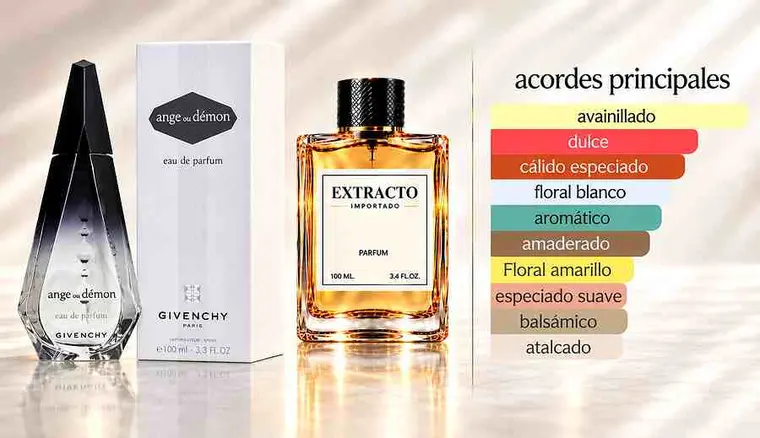 ange ou démon
eau de parfum
GIVENCHY
ange ou démon
eau de parfum
GIVENCHY
PARIS
e100 ml - 3.3 FL.OZ
EXTRACTO
IMPORTADO
PARFUM
100 ML.
3.4 FL.OZ.
acordes principales
avainillado
dulce
cálido especiado
floral blanco
aromático
amaderado
Floral amarillo
especiado suave
balsámico
atalcado